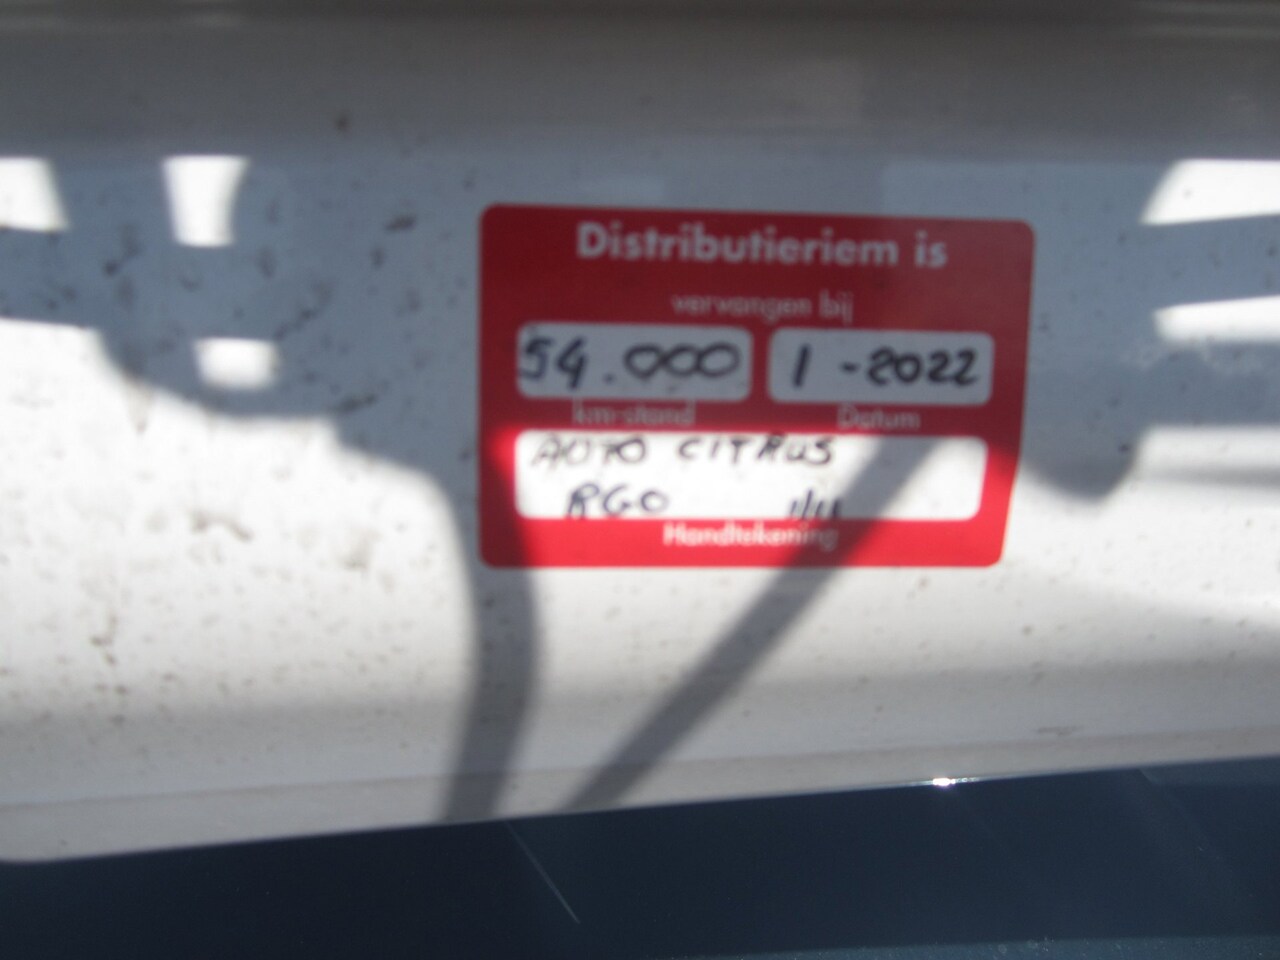 Distributieriem is
vervangen bij
54.000 1-2022
km-stand Datum
AUTO CITRUS
RGO
Handtekening